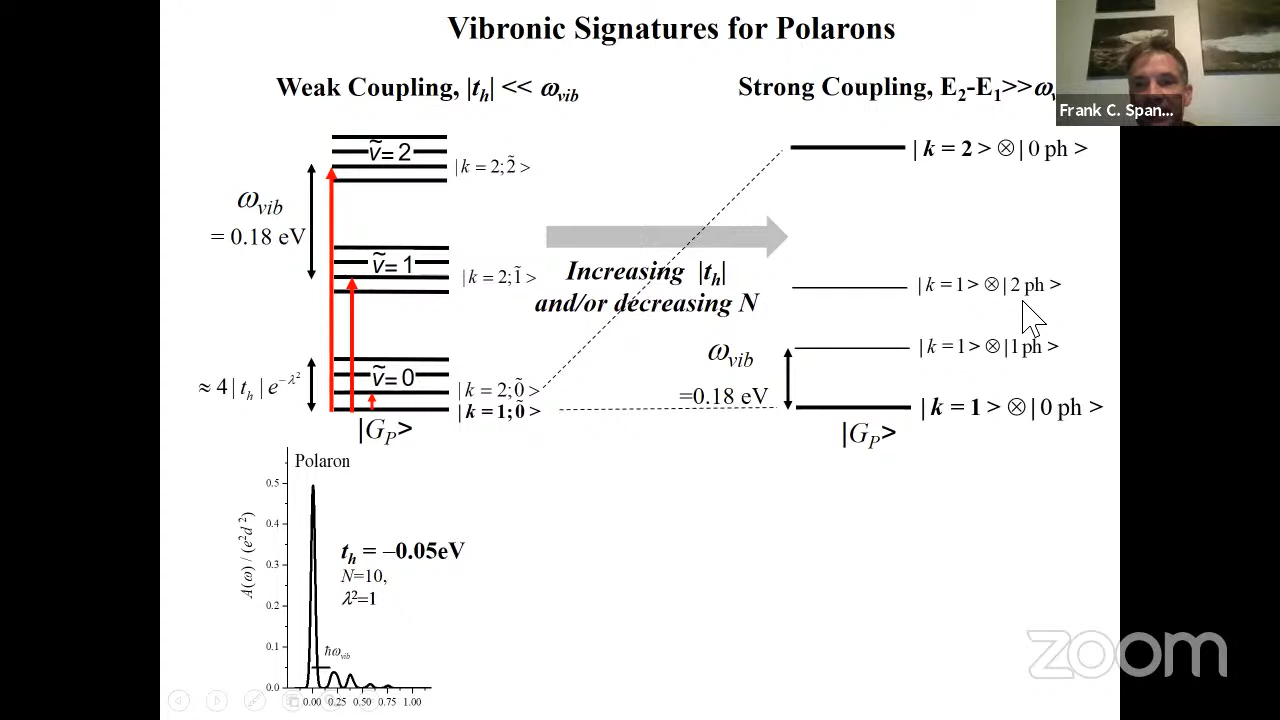 Vibronic Signatures for Polarons
Weak Coupling, |t_h| << ω_vib
Strong Coupling, E₂-E₁>>ω
Frank C. Span...
ṽ= 2
| k = 2; 2̃ >
ω_vib
= 0.18 eV
ṽ= 1
| k = 2; 1̃ >
≈ 4 | t_h | e^{−λ²}
ṽ= 0
| k = 2; 0̃ >
| k = 1; 0̃ >
|G_P>
Increasing |t_h|
and/or decreasing N
| k = 2 > ⊗ | 0 ph >
| k = 1 > ⊗ | 2 ph >
| k = 1 > ⊗ | 1 ph >
ω_vib
=0.18 eV
| k = 1 > ⊗ | 0 ph >
|G_P>
Polaron
A(ω) / (e²d²)
0.5
0.4
0.3
0.2
0.1
0.0
t_h = −0.05eV
N=10,
λ²=1
ħω_vib
0.00 0.25 0.50 0.75 1.00
zoom